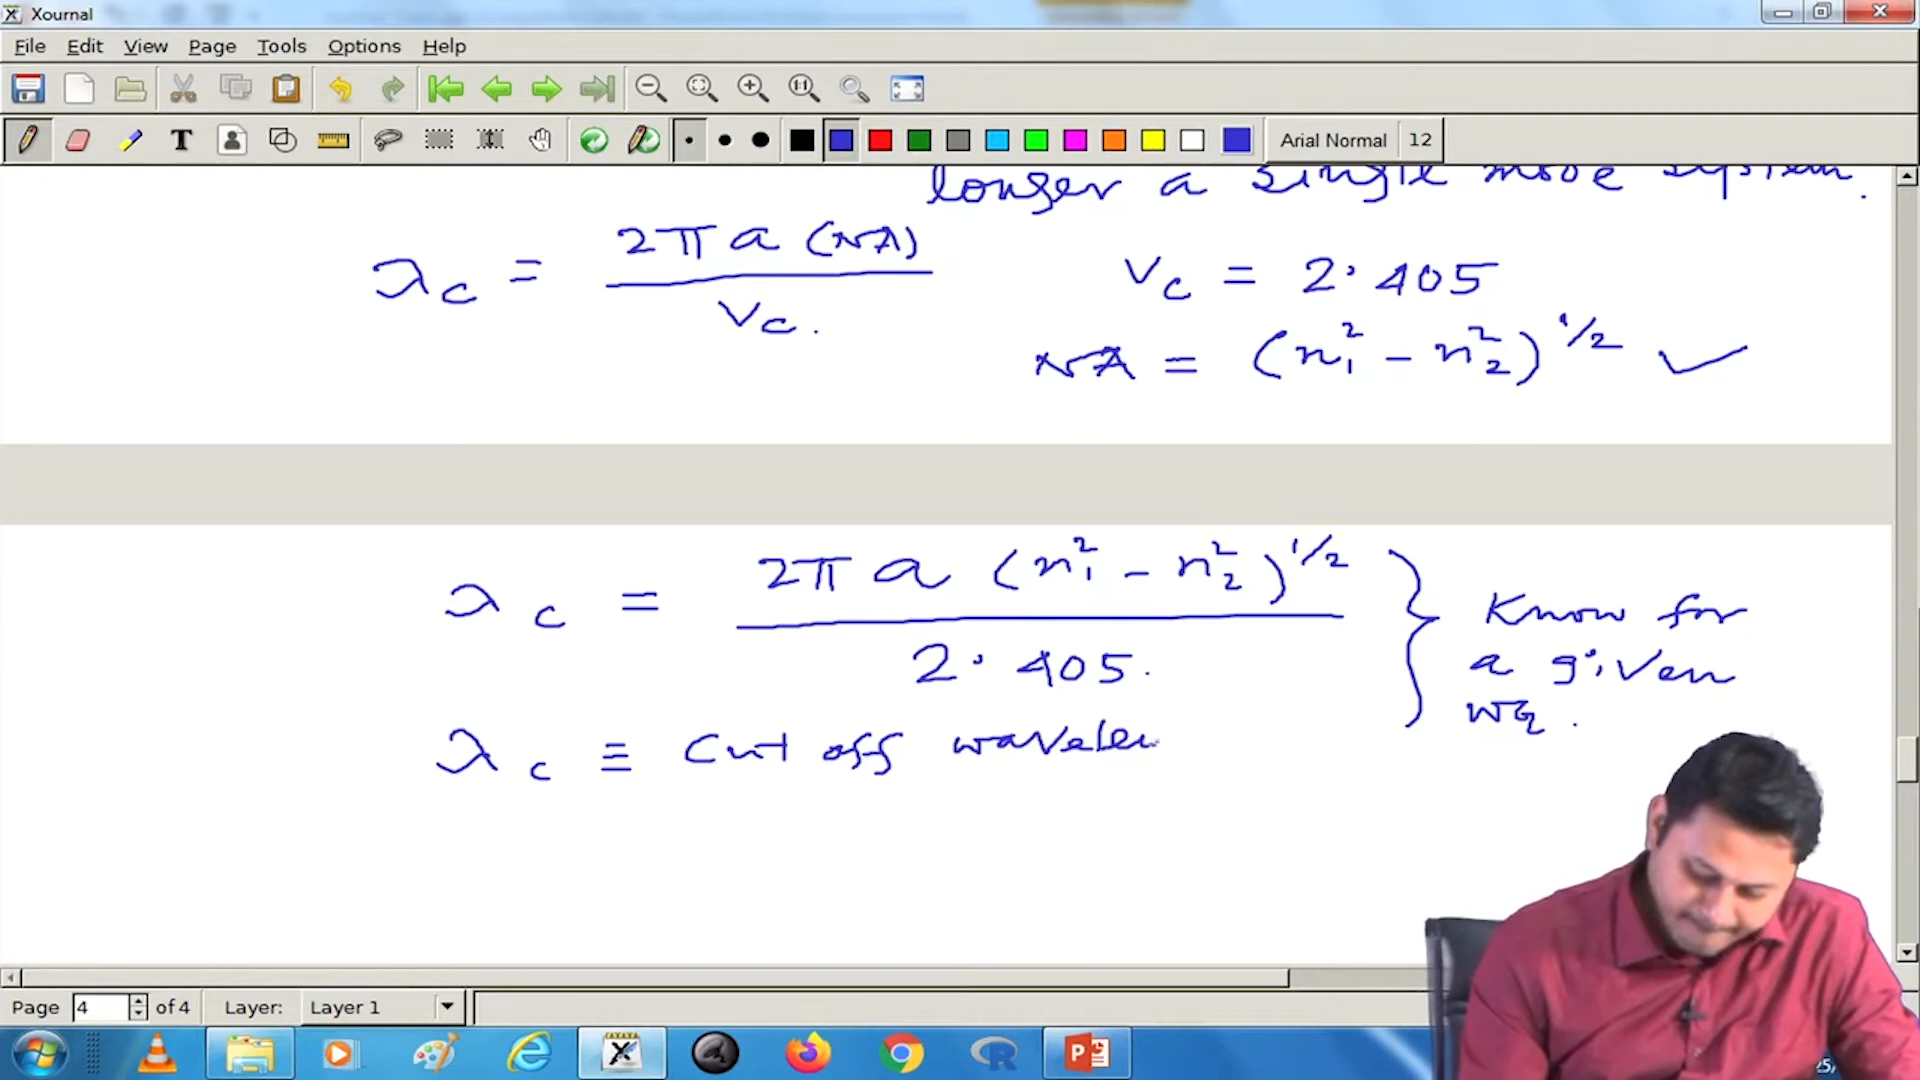 Xournal
File Edit View Page Tools Options Help
Arial Normal 12
longer a single mode system.
λc = 2π a (NA) / Vc.
Vc = 2.405
NA = (n₁² - n₂²)^1/2 ✓
λc = 2π a (n₁² - n₂²)^1/2 / 2.405.
Know for
a given
WG.
λc ≡ Cut off wavelen
Page 4 of 4 Layer: Layer 1